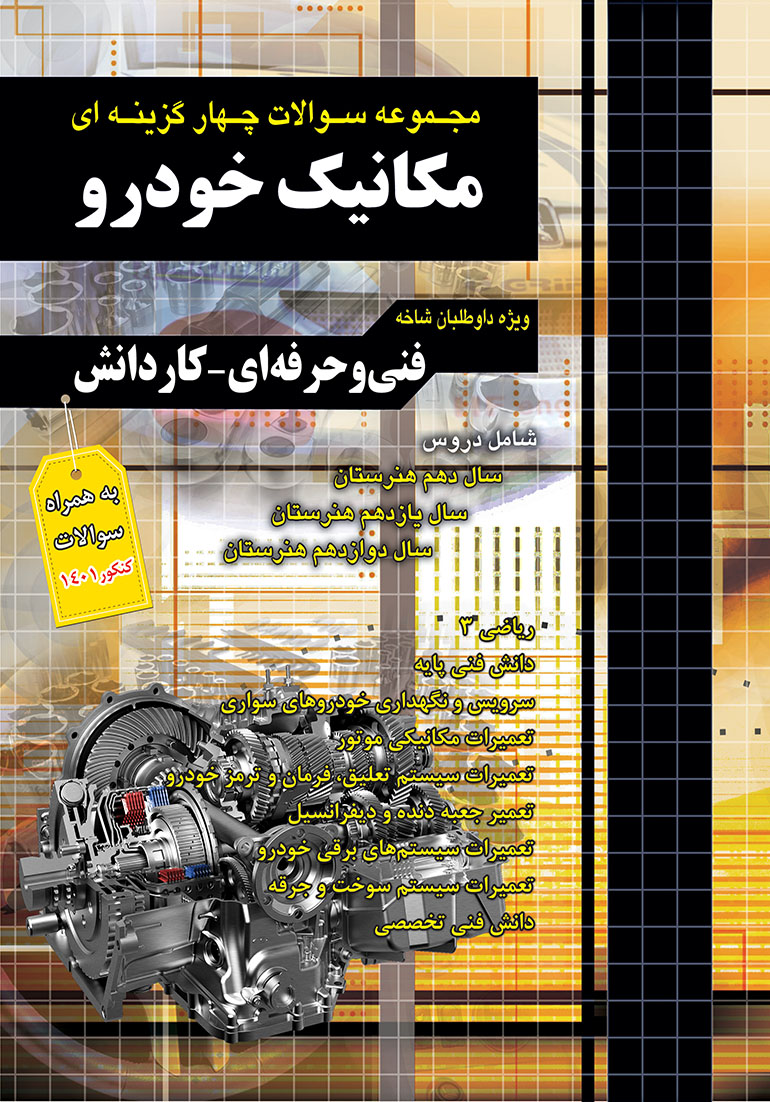 مجموعه سوالات چهار گزینه ای
مکانیک خودرو
ویژه داوطلبان شاخه
فنی‌و‌حرفه‌ای-کاردانش
شامل دروس
سال دهم هنرستان
سال یازدهم هنرستان
سال دوازدهم هنرستان
به همراه
سوالات
کنکور ۱۴۰۱
ریاضی ۳
دانش فنی پایه
سرویس و نگهداری خودروهای سواری
تعمیرات مکانیکی موتور
تعمیرات سیستم تعلیق، فرمان و ترمز خودرو
تعمیر جعبه دنده و دیفرانسیل
تعمیرات سیستم‌های برقی خودرو
تعمیرات سیستم سوخت و جرقه
دانش فنی تخصصی